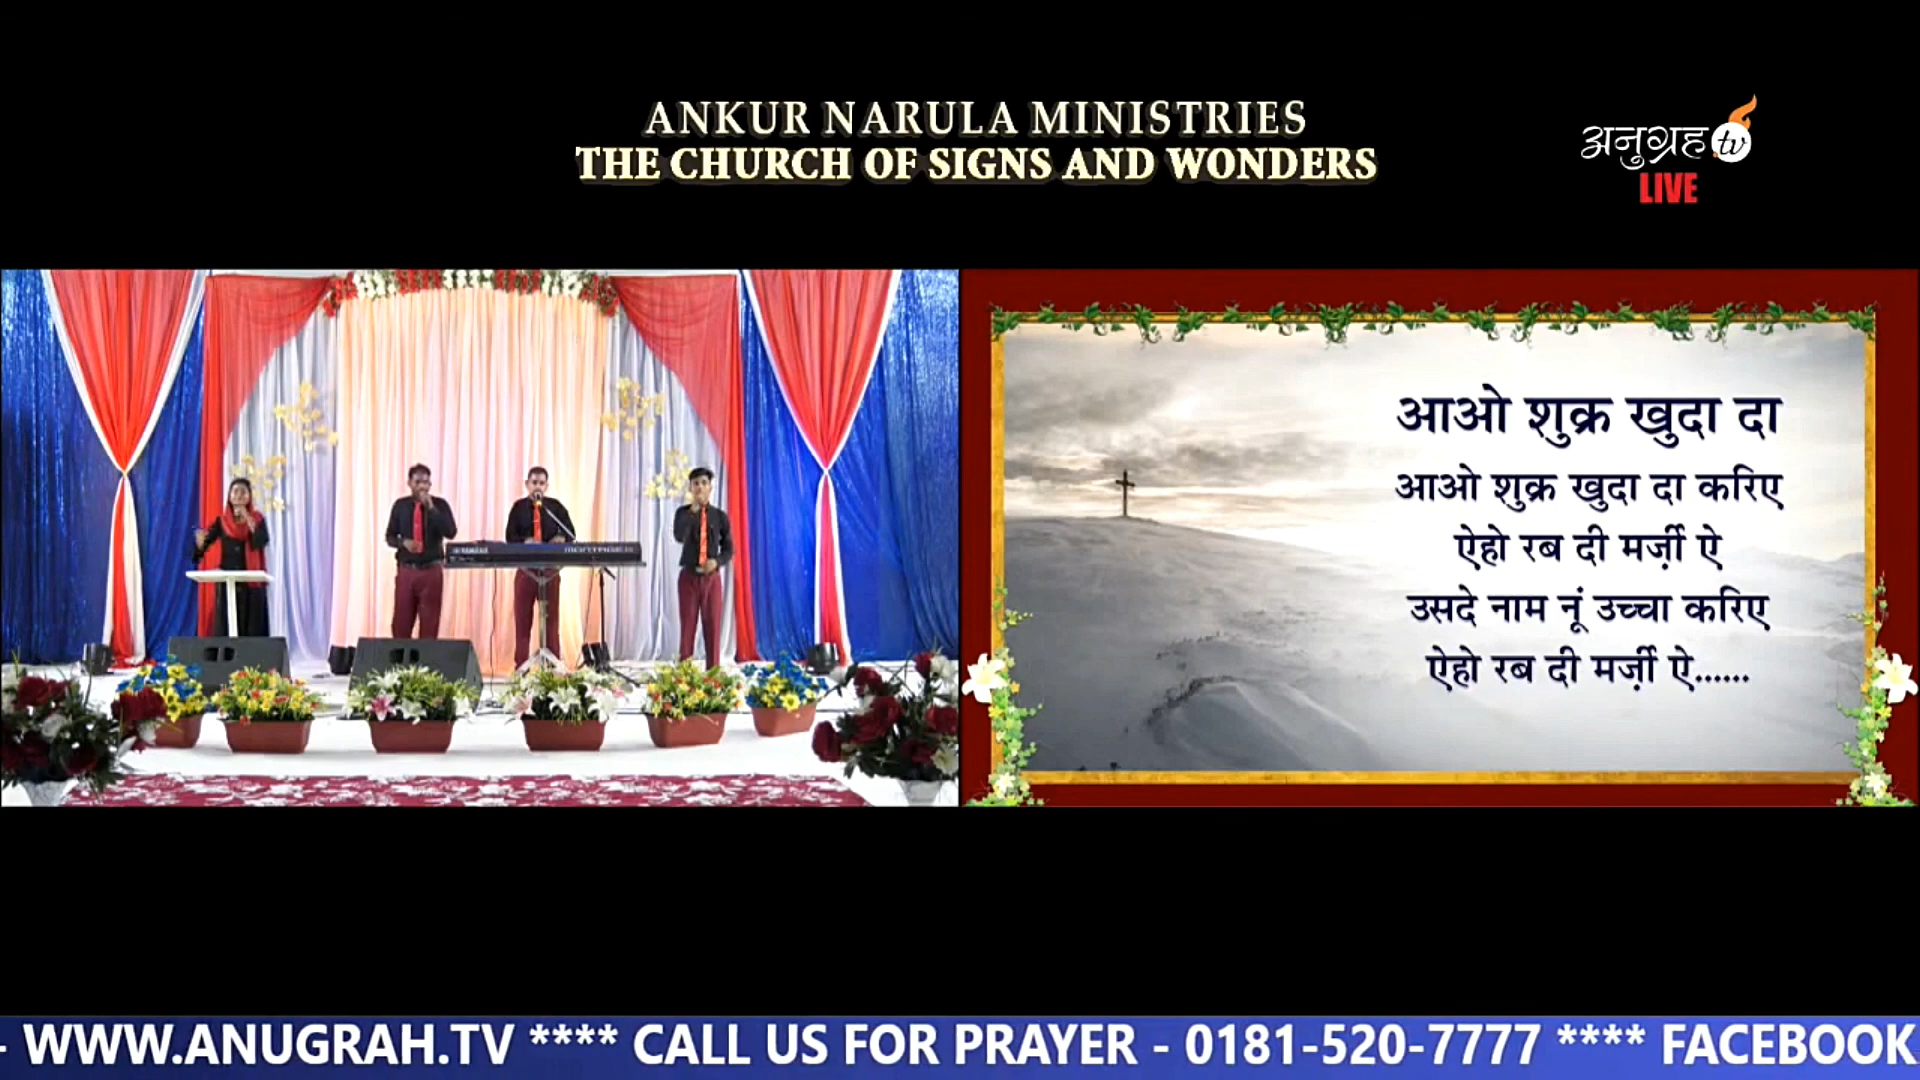 ANKUR NARULA MINISTRIES
THE CHURCH OF SIGNS AND WONDERS
अनुग्रह tv
LIVE
आओ शुक्र खुदा दा
आओ शुक्र खुदा दा करिए
ऐहो रब दी मर्ज़ी ऐ
उसदे नाम नूं उच्चा करिए
ऐहो रब दी मर्ज़ी ऐ......
YAMAHA
- WWW.ANUGRAH.TV **** CALL US FOR PRAYER - 0181-520-7777 **** FACEBOOK